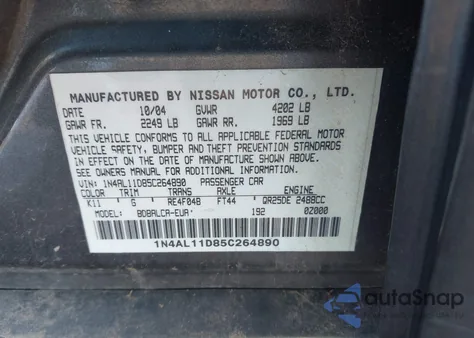 MANUFACTURED BY NISSAN MOTOR CO., LTD.
DATE 10/04 GVWR 4202 LB
GAWR FR. 2249 LB GAWR RR. 1969 LB
THIS VEHICLE CONFORMS TO ALL APPLICABLE FEDERAL MOTOR
VEHICLE SAFETY, BUMPER AND THEFT PREVENTION STANDARDS
IN EFFECT ON THE DATE OF MANUFACTURE SHOWN ABOVE.
SEE OWNERS MANUAL FOR ADDITIONAL INFORMATION.
VIN:1N4AL11D85C264890 PASSENGER CAR
COLOR TRIM TRANS TRANS AXLE ENGINE
K11 G RE4F04B FT44 QR25DE 2488CC
MODEL: BDBALCA-EUA 192 02000
1N4AL11D85C264890
autaSnap